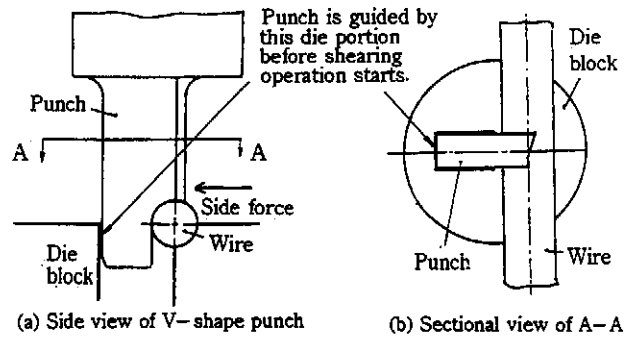 Punch is guided by
this die portion
before shearing
operation starts.
Die
block
Punch
A
A
Side force
Wire
Die
block
Punch
Wire
(a) Side view of V-shape punch
(b) Sectional view of A-A